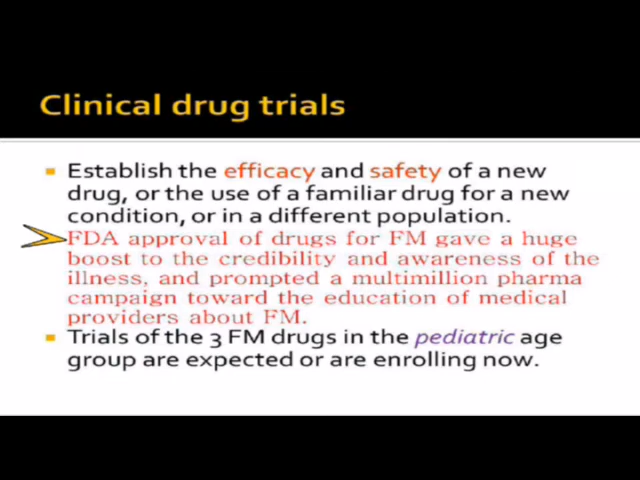 Clinical drug trials
Establish the efficacy and safety of a new
drug, or the use of a familiar drug for a new
condition, or in a different population.
FDA approval of drugs for FM gave a huge
boost to the credibility and awareness of the
illness, and prompted a multimillion pharma
campaign toward the education of medical
providers about FM.
Trials of the 3 FM drugs in the pediatric age
group are expected or are enrolling now.